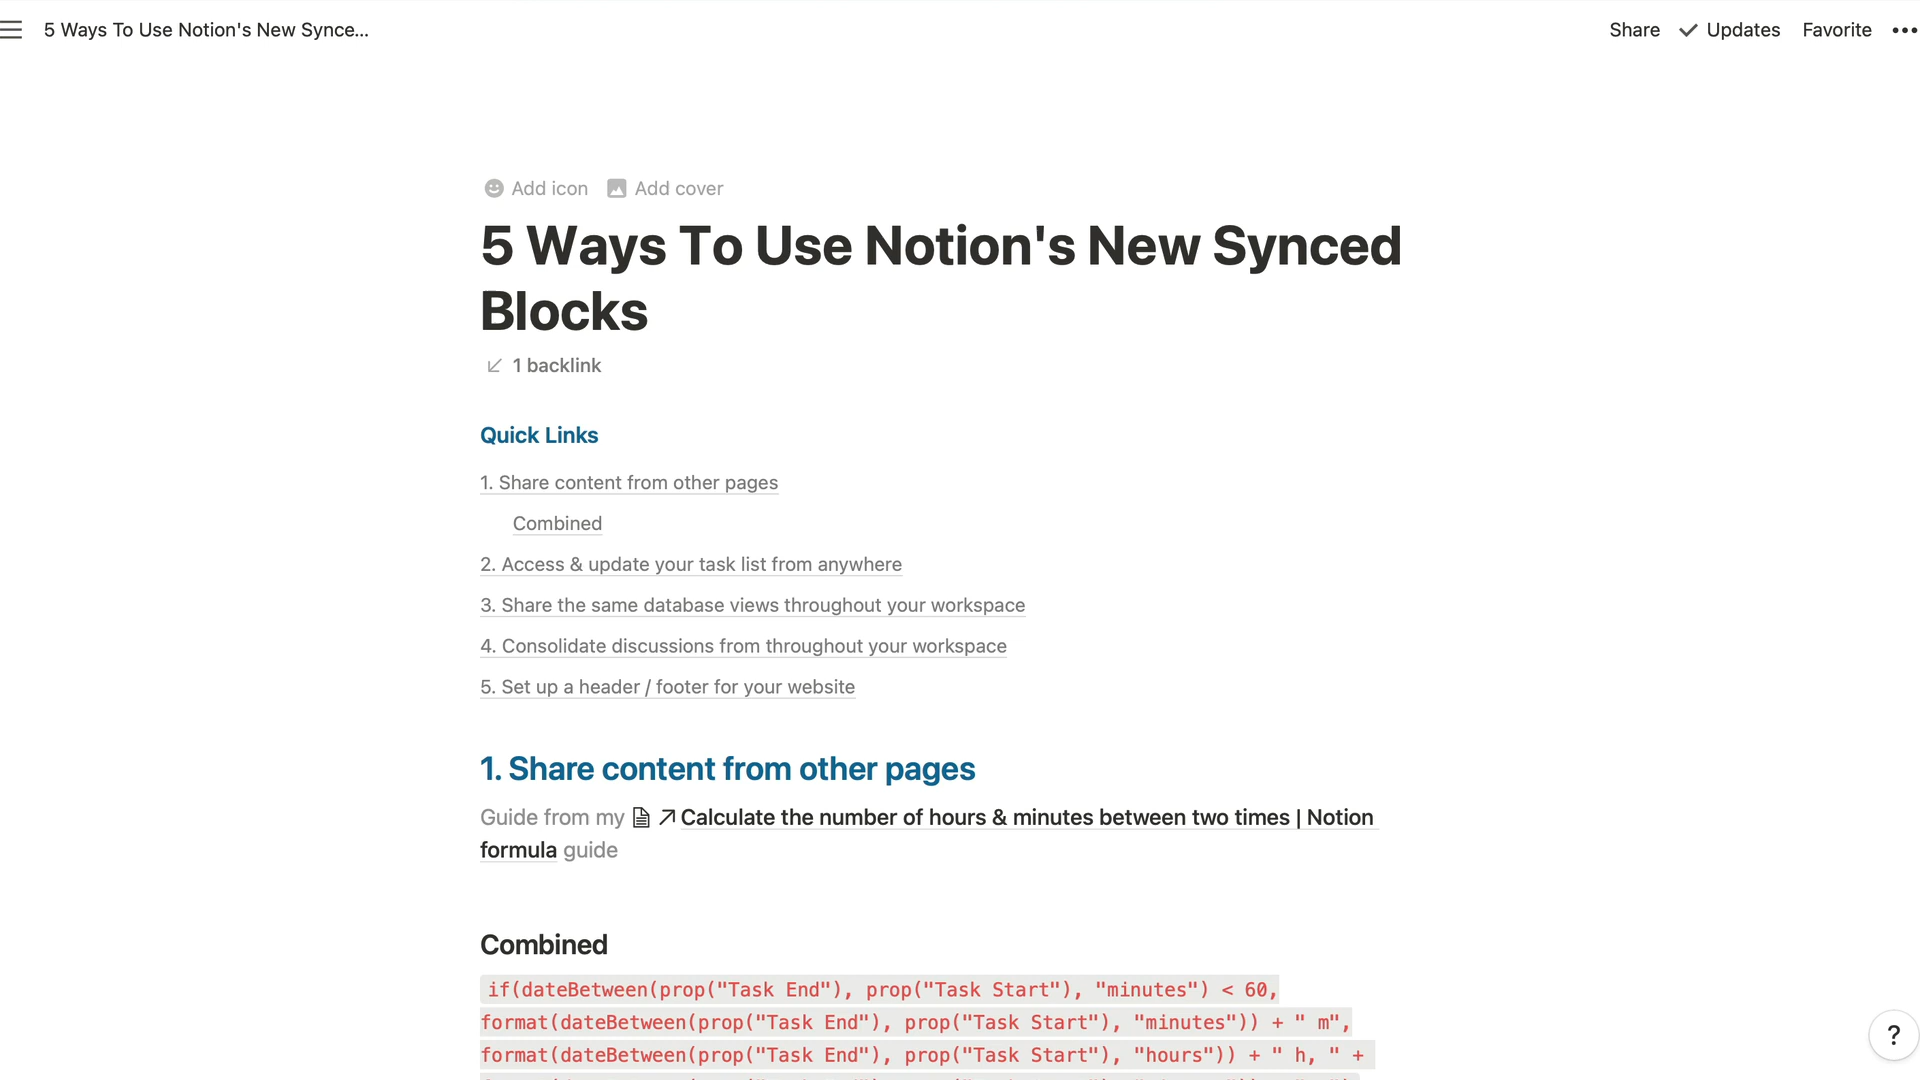 5 Ways To Use Notion's New Synce...
Share
Updates
Favorite
Add icon
Add cover
5 Ways To Use Notion's New Synced
Blocks
1 backlink
Quick Links
1. Share content from other pages
Combined
2. Access & update your task list from anywhere
3. Share the same database views throughout your workspace
4. Consolidate discussions from throughout your workspace
5. Set up a header / footer for your website
1. Share content from other pages
Guide from my Calculate the number of hours & minutes between two times | Notion
formula guide
Combined
if(dateBetween(prop("Task End"), prop("Task Start"), "minutes") < 60,
format(dateBetween(prop("Task End"), prop("Task Start"), "minutes")) + " m",
format(dateBetween(prop("Task End"), prop("Task Start"), "hours")) + " h, " +
?